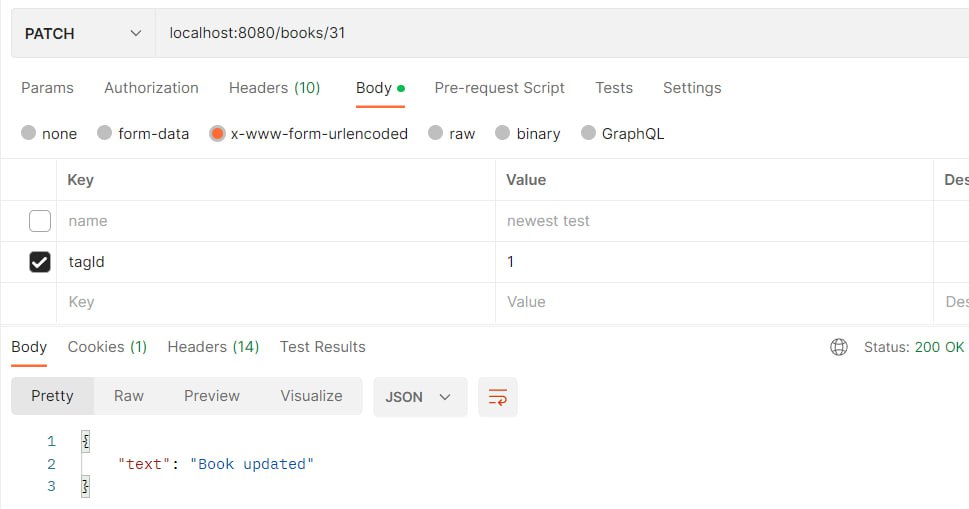 PATCH localhost:8080/books/31
Params Authorization Headers (10) Body Pre-request Script Tests Settings
none form-data x-www-form-urlencoded raw binary GraphQL
Key Value Des
name newest test
tagId 1
Key Value Des
Body Cookies (1) Headers (14) Test Results Status: 200 OK
Pretty Raw Preview Visualize JSON
1 {
2 "text": "Book updated"
3 }